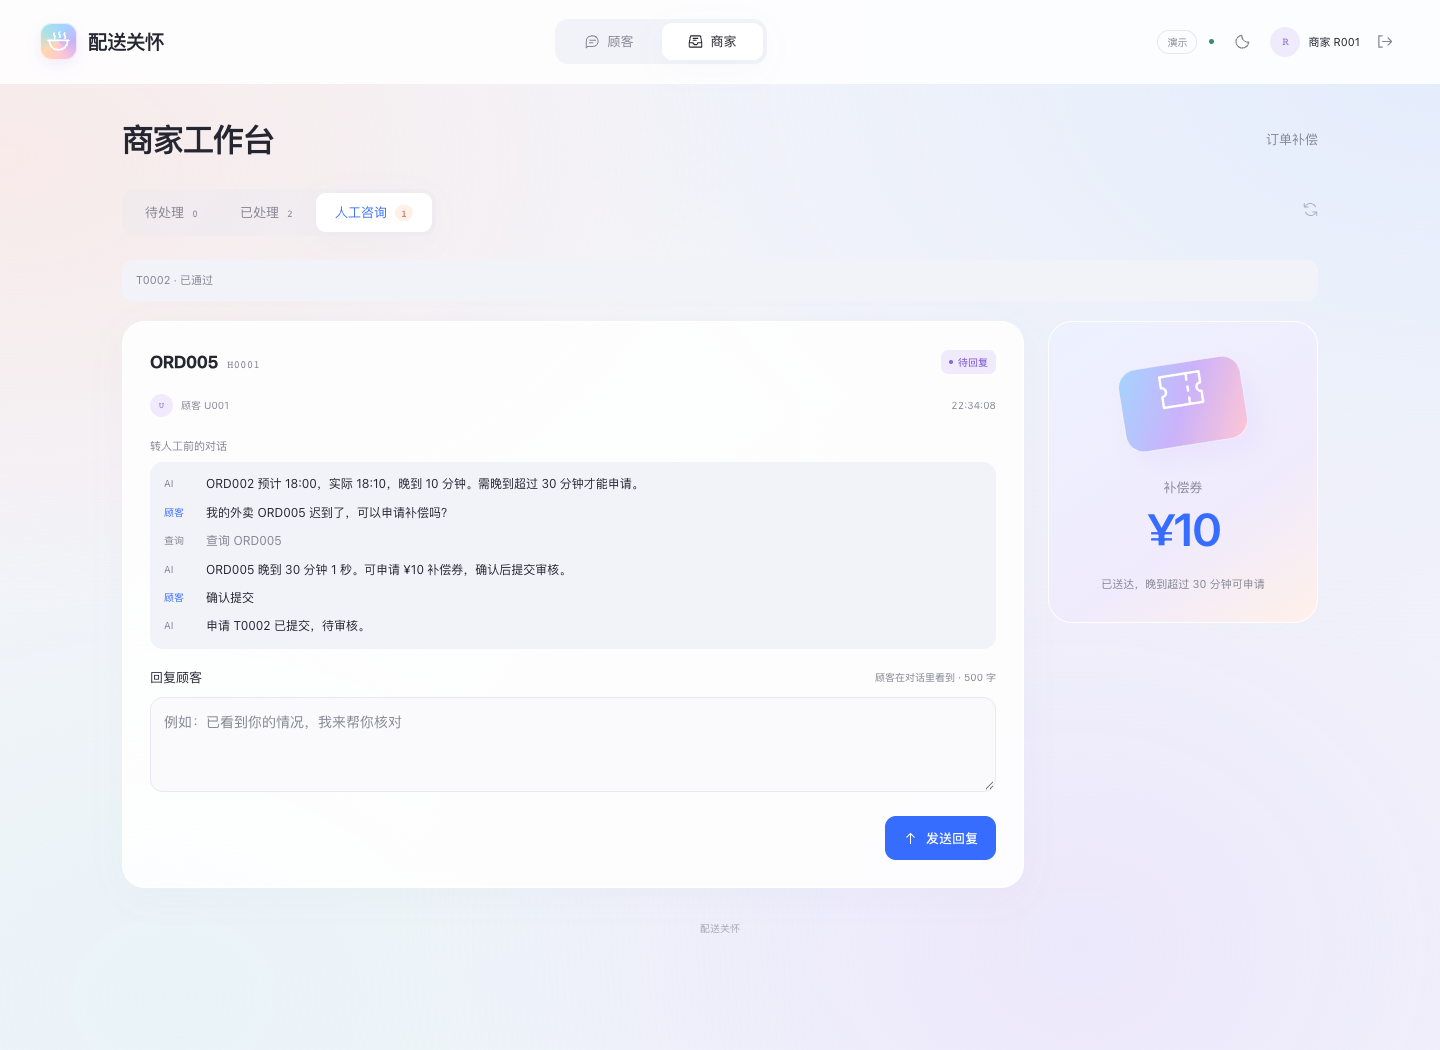 配送关怀
顾客
商家
演示
R
商家 R001
商家工作台
订单补偿
待处理 0
已处理 2
人工咨询 1
T0002 · 已通过
ORD005 H0001
待回复
U
顾客 U001
22:34:08
转人工前的对话
AI ORD002 预计 18:00，实际 18:10，晚到 10 分钟。需晚到超过 30 分钟才能申请。
顾客 我的外卖 ORD005 迟到了，可以申请补偿吗？
查询 查询 ORD005
AI ORD005 晚到 30 分钟 1 秒。可申请 ¥10 补偿券，确认后提交审核。
顾客 确认提交
AI 申请 T0002 已提交，待审核。
回复顾客
顾客在对话里看到 · 500 字
例如：已看到你的情况，我来帮你核对
发送回复
补偿券
¥10
已送达，晚到超过 30 分钟可申请
配送关怀